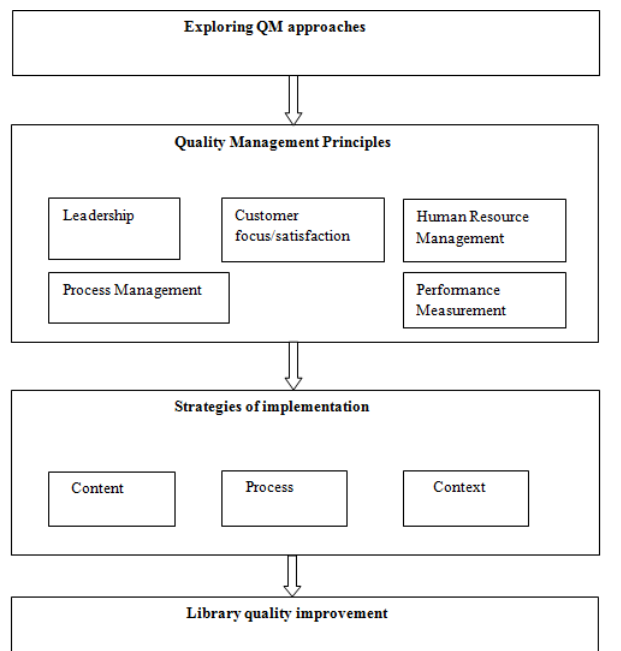 Exploring QM approaches
Quality Management Principles
Leadership
Customer
focus/satisfaction
Human Resource
Management
Process Management
Performance
Measurement
Strategies of implementation
Content
Process
Context
Library quality improvement